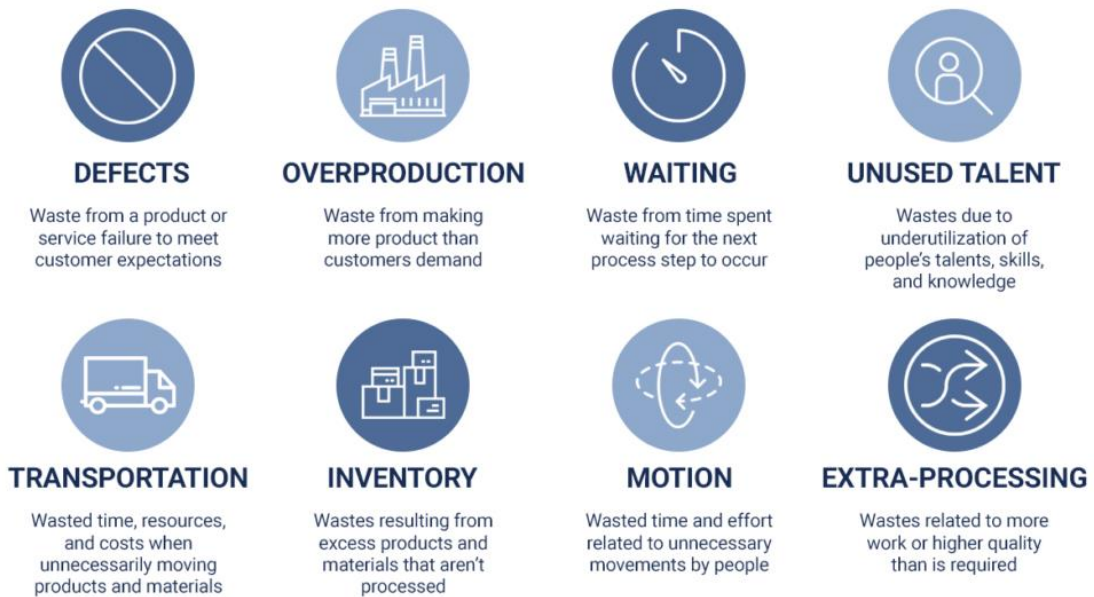 DEFECTS
Waste from a product or
service failure to meet
customer expectations
OVERPRODUCTION
Waste from making
more product than
customers demand
WAITING
Waste from time spent
waiting for the next
process step to occur
UNUSED TALENT
Wastes due to
underutilization of
people's talents, skills,
and knowledge
TRANSPORTATION
Wasted time, resources,
and costs when
unnecessarily moving
products and materials
INVENTORY
Wastes resulting from
excess products and
materials that aren't
processed
MOTION
Wasted time and effort
related to unnecessary
movements by people
EXTRA-PROCESSING
Wastes related to more
work or higher quality
than is required